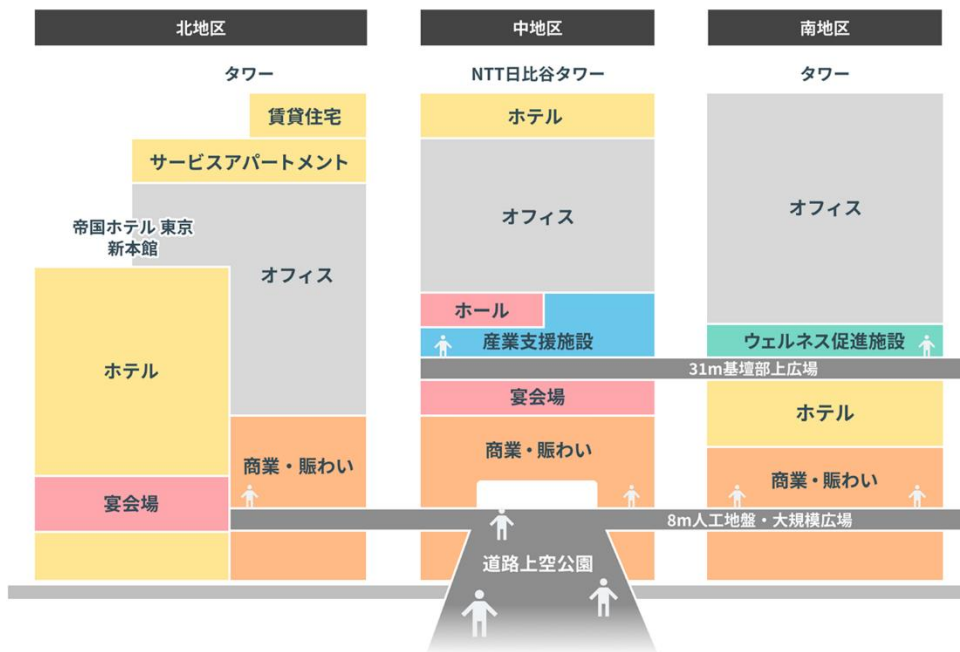 北地区
中地区
南地区
タワー
NTT日比谷タワー
タワー
賃貸住宅
サービスアパートメント
帝国ホテル 東京
新本館
オフィス
ホテル
宴会場
商業・賑わい
ホテル
オフィス
ホール
産業支援施設
宴会場
商業・賑わい
道路上空公園
オフィス
ウェルネス促進施設
31m基壇部上広場
ホテル
商業・賑わい
8m人工地盤・大規模広場